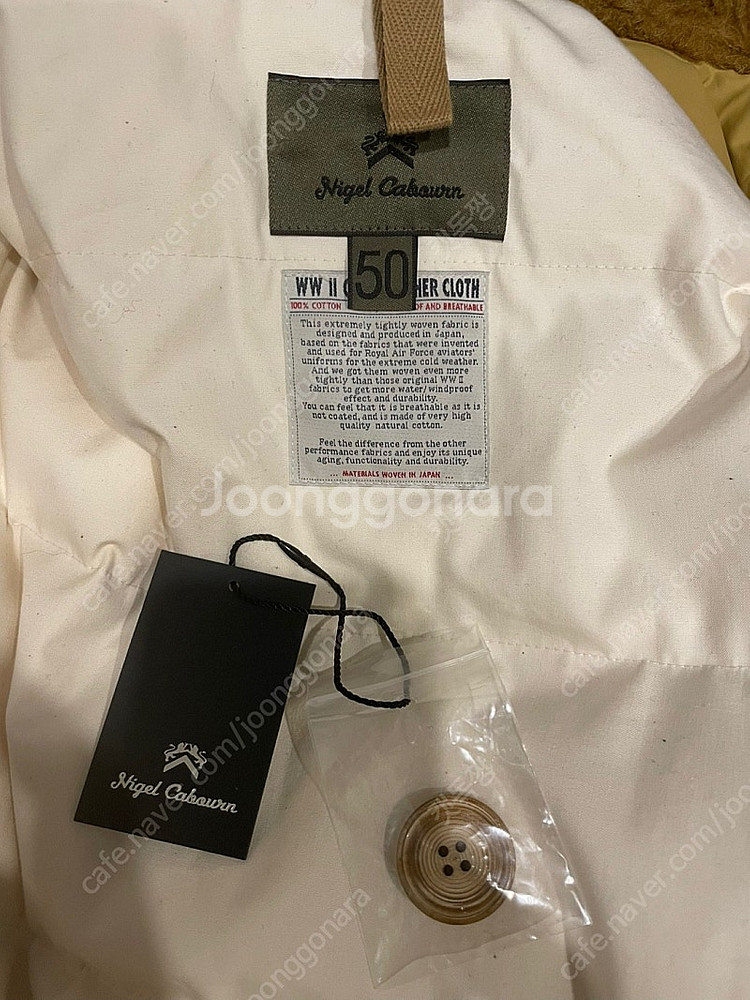 Nigel Cabourn
50
WW II C HER CLOTH
100% COTTON OF AND BREATHABLE
This extremely tightly woven fabric is
designed and produced in Japan,
based on the fabrics that were invented
and used for Royal Air Force aviators'
uniforms for the extreme cold weather.
And we got them woven even more
tightly than those original WW II
fabrics to get more water/windproof
effect and durability.
You can feel that it is breathable as it is
not coated, and is made of very high
quality natural cotton.
Feel the difference from the other
performance fabrics and enjoy its unique
aging, functionality and durability.
... MATERIALS WOVEN IN JAPAN ...
Joonggonara
Nigel Cabourn
cafe.naver.com/joonggonara